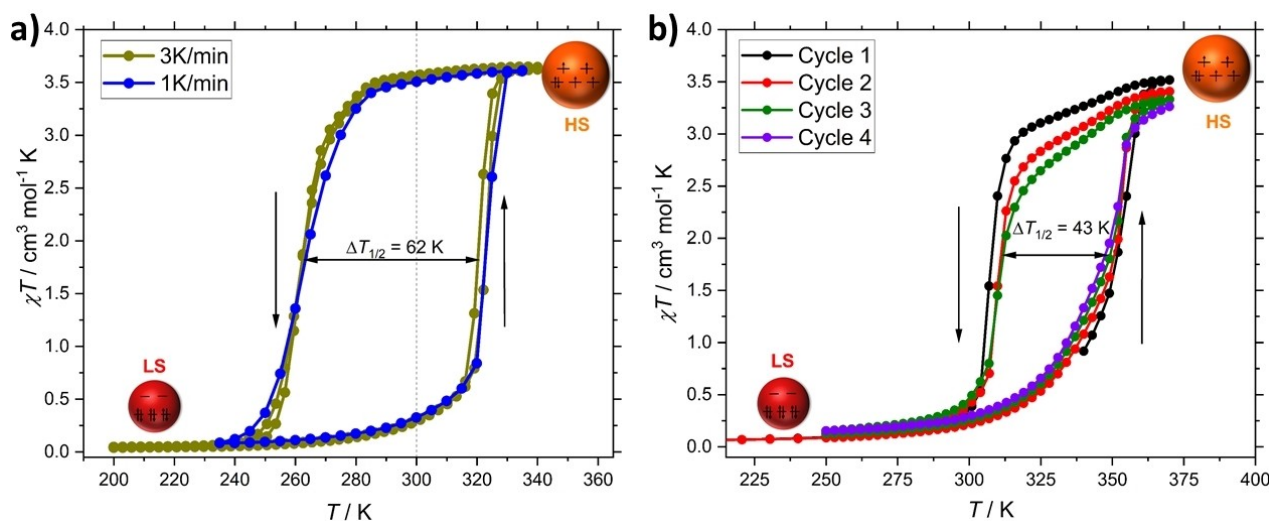 a)
4.0
3.5
3.0
2.5
2.0
1.5
1.0
0.5
0.0
χT / cm³ mol⁻¹ K
3K/min
1K/min
HS
ΔT₁/₂ = 62 K
LS
200 220 240 260 280 300 320 340 360
T / K
b)
4.0
3.5
3.0
2.5
2.0
1.5
1.0
0.5
0.0
χT / cm³ mol⁻¹ K
Cycle 1
Cycle 2
Cycle 3
Cycle 4
HS
ΔT₁/₂ = 43 K
LS
225 250 275 300 325 350 375 400
T / K